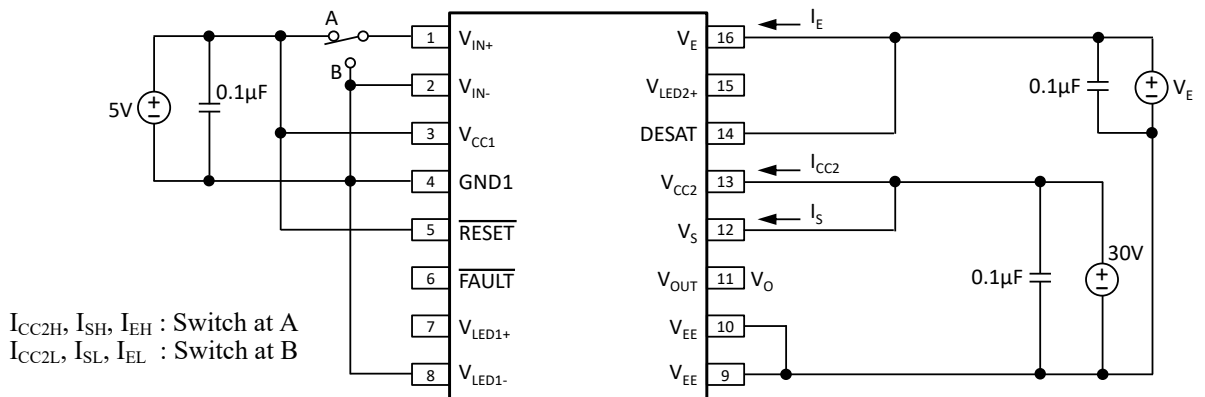 A
B
5V
0.1µF
1 V_IN+
2 V_IN-
3 V_CC1
4 GND1
5 RESET
6 FAULT
7 V_LED1+
8 V_LED1-
V_E 16
V_LED2+ 15
DESAT 14
V_CC2 13
V_S 12
V_OUT 11 V_O
V_EE 10
V_EE 9
I_E
I_CC2
I_S
0.1µF
V_E
0.1µF
30V
I_CC2H, I_SH, I_EH : Switch at A
I_CC2L, I_SL, I_EL : Switch at B